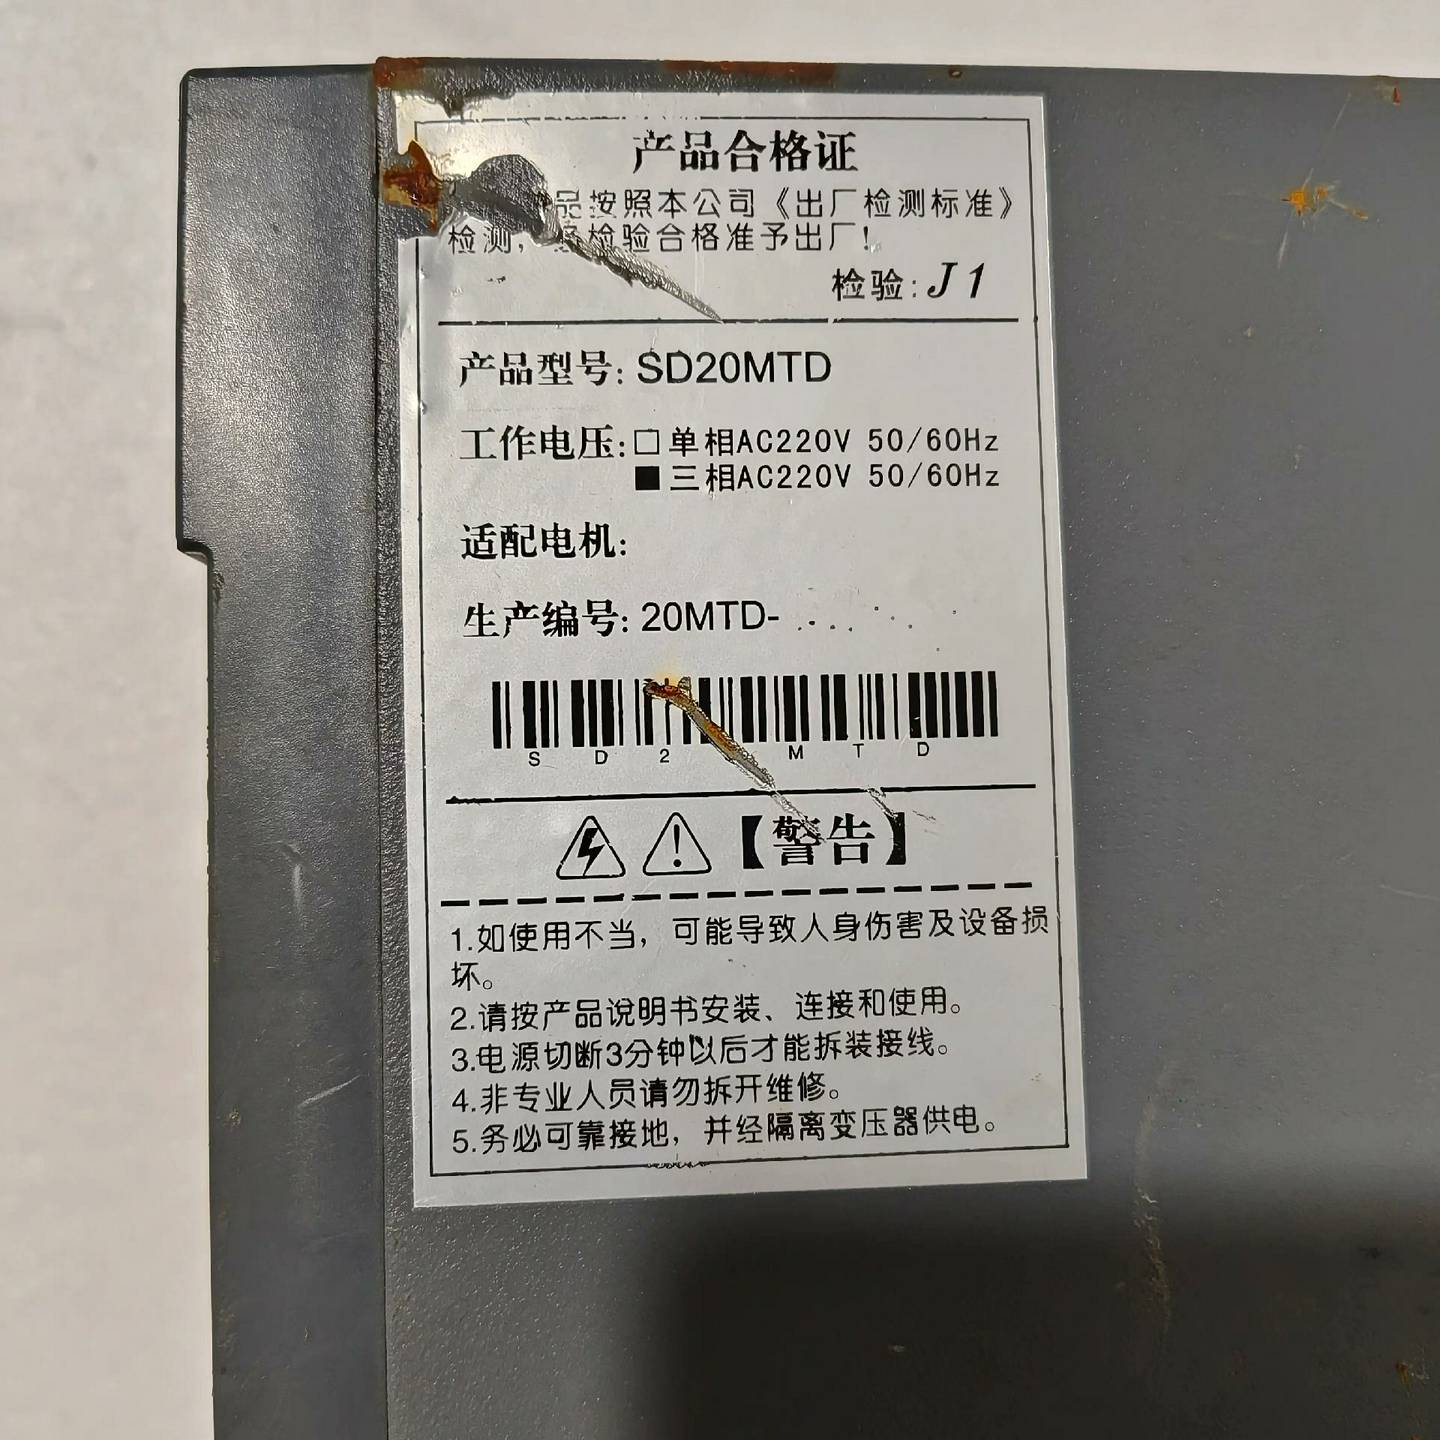 产品合格证
品按照本公司《出厂检测标准》
检测，经检验合格准予出厂！
检验：J1
产品型号：SD20MTD
工作电压：□单相AC220V 50/60Hz
■三相AC220V 50/60Hz
适配电机：
生产编号：20MTD-
S D 2 M T D
【警告】
1.如使用不当，可能导致人身伤害及设备损
坏。
2.请按产品说明书安装、连接和使用。
3.电源切断3分钟以后才能拆装接线。
4.非专业人员请勿拆开维修。
5.务必可靠接地，并经隔离变压器供电。